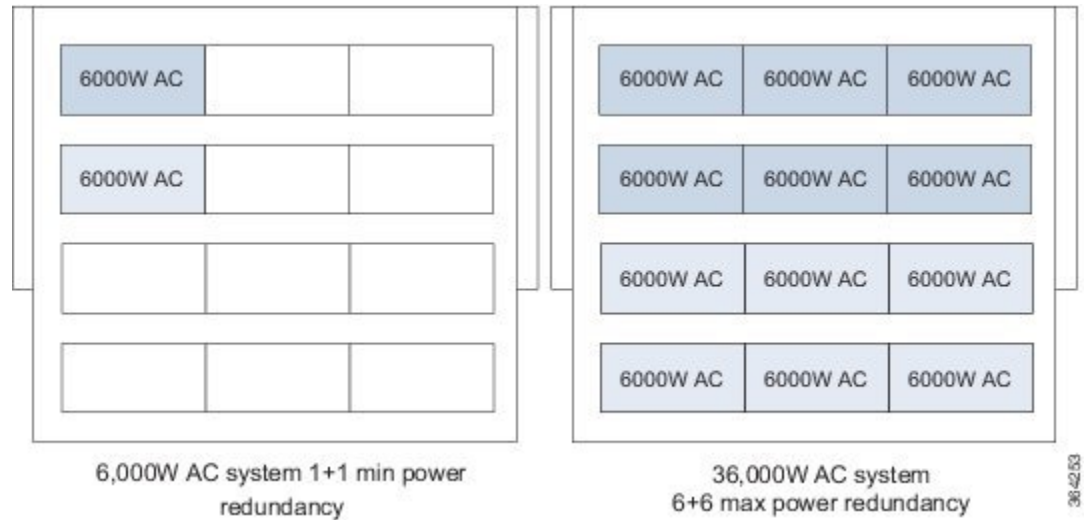 6000W AC
6000W AC
6,000W AC system 1+1 min power
redundancy
6000W AC 6000W AC 6000W AC
6000W AC 6000W AC 6000W AC
6000W AC 6000W AC 6000W AC
6000W AC 6000W AC 6000W AC
36,000W AC system
6+6 max power redundancy
364253